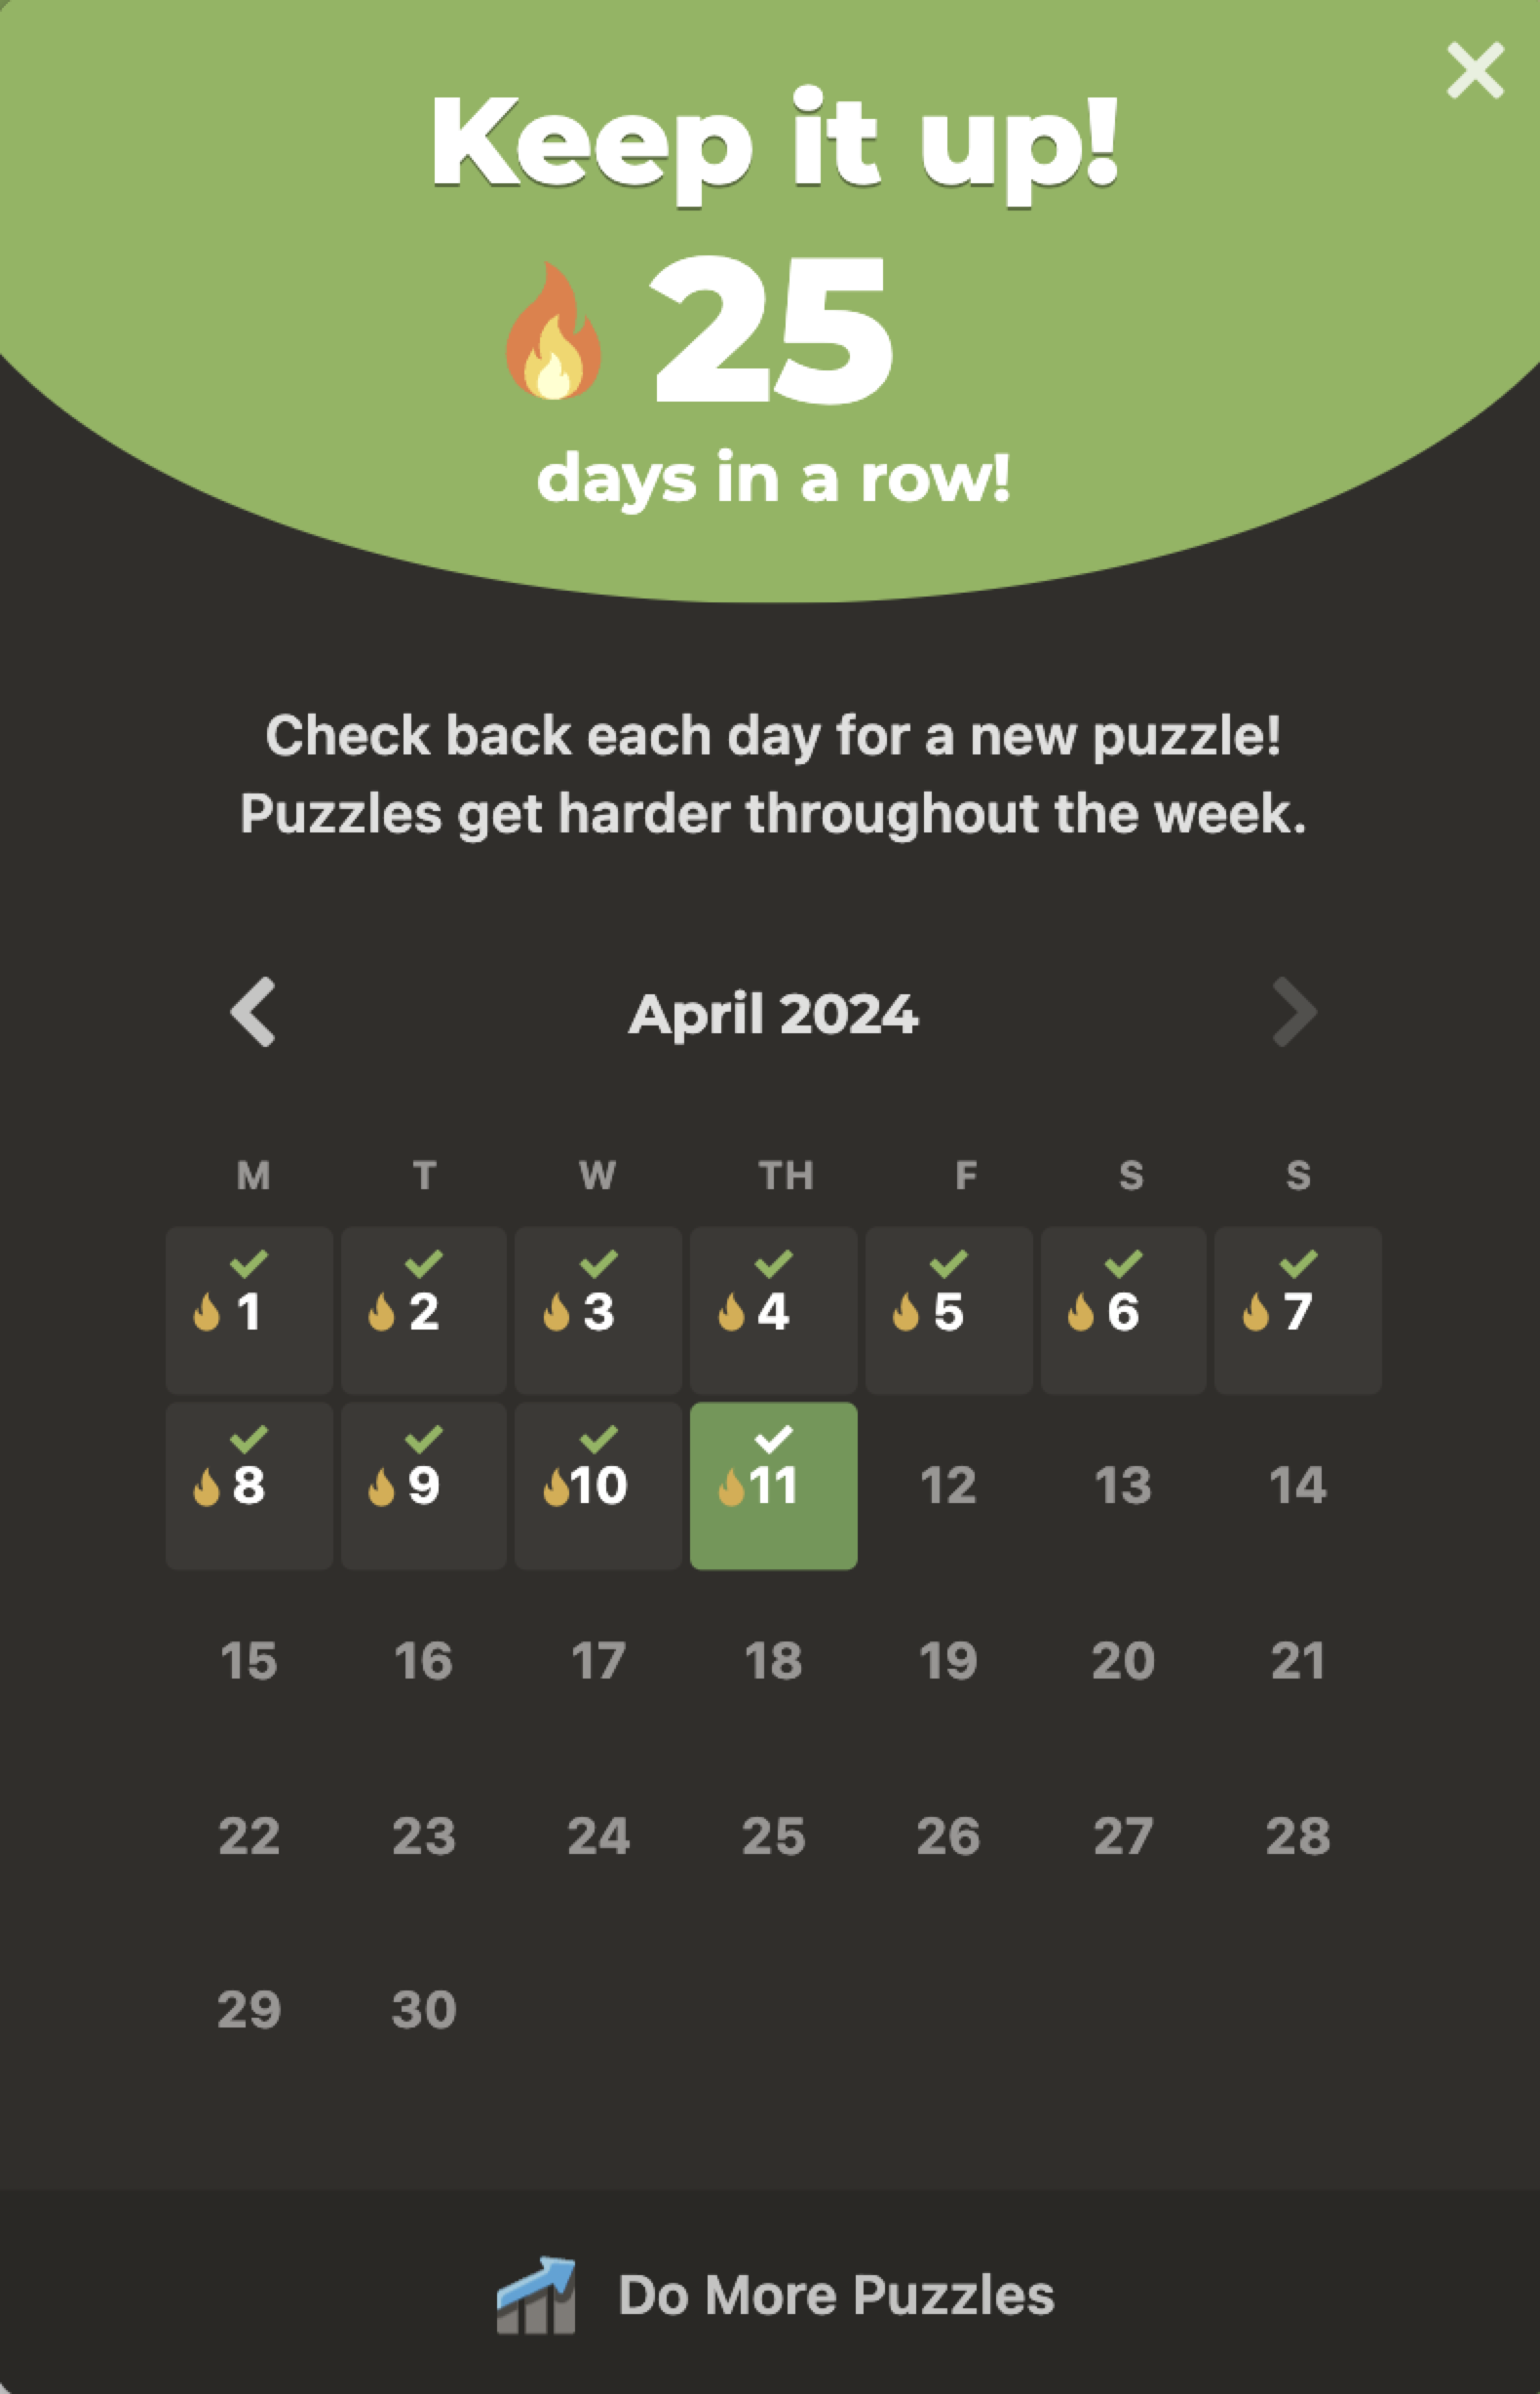 Keep it up!
25
days in a row!
Check back each day for a new puzzle!
Puzzles get harder throughout the week.
April 2024
M T W TH F S S
1 2 3 4 5 6 7
8 9 10 11 12 13 14
15 16 17 18 19 20 21
22 23 24 25 26 27 28
29 30
Do More Puzzles